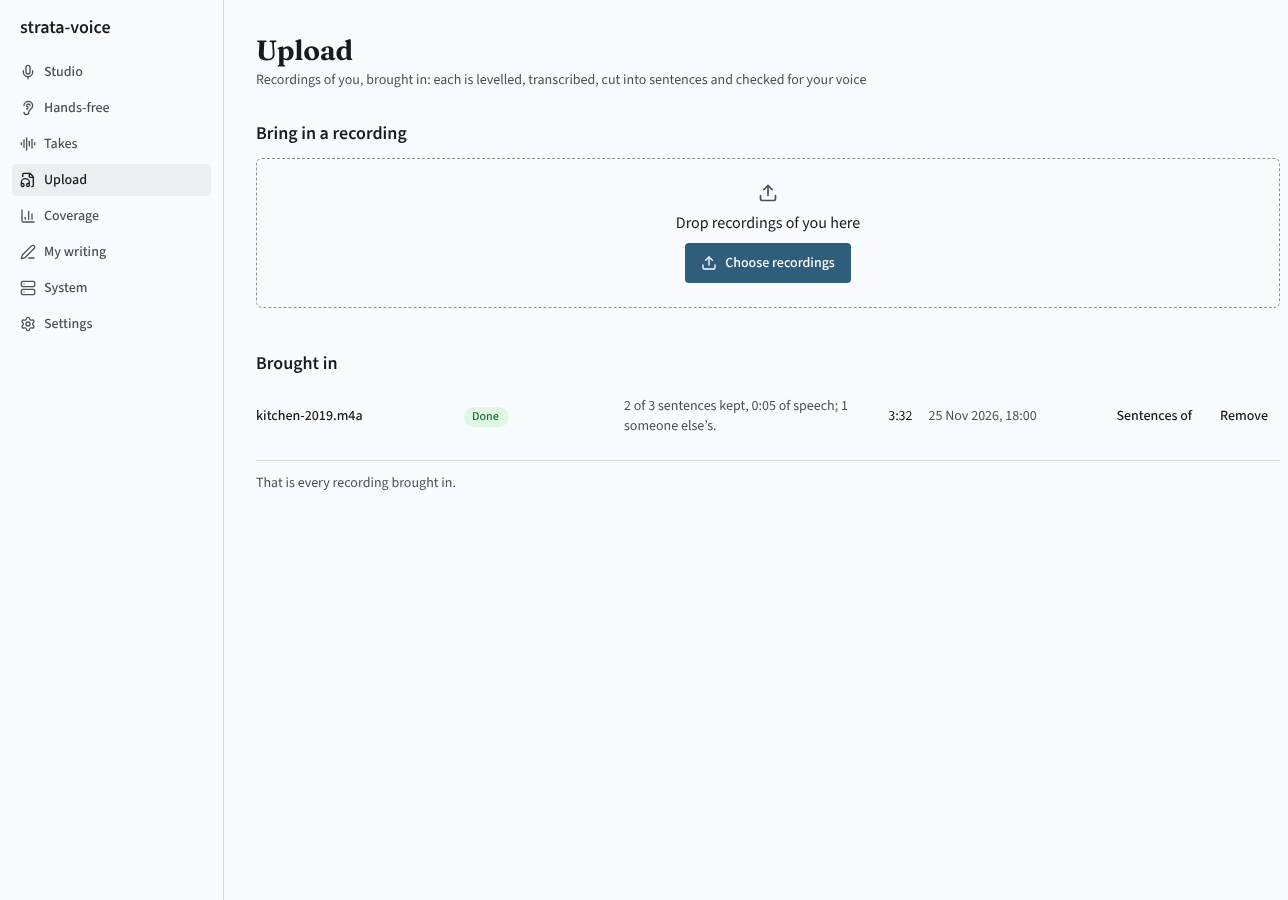 strata-voice
Studio
Hands-free
Takes
Upload
Coverage
My writing
System
Settings
Upload
Recordings of you, brought in: each is levelled, transcribed, cut into sentences and checked for your voice
Bring in a recording
Drop recordings of you here
Choose recordings
Brought in
kitchen-2019.m4a
Done
2 of 3 sentences kept, 0:05 of speech; 1
someone else’s.
3:32
25 Nov 2026, 18:00
Sentences of
Remove
That is every recording brought in.